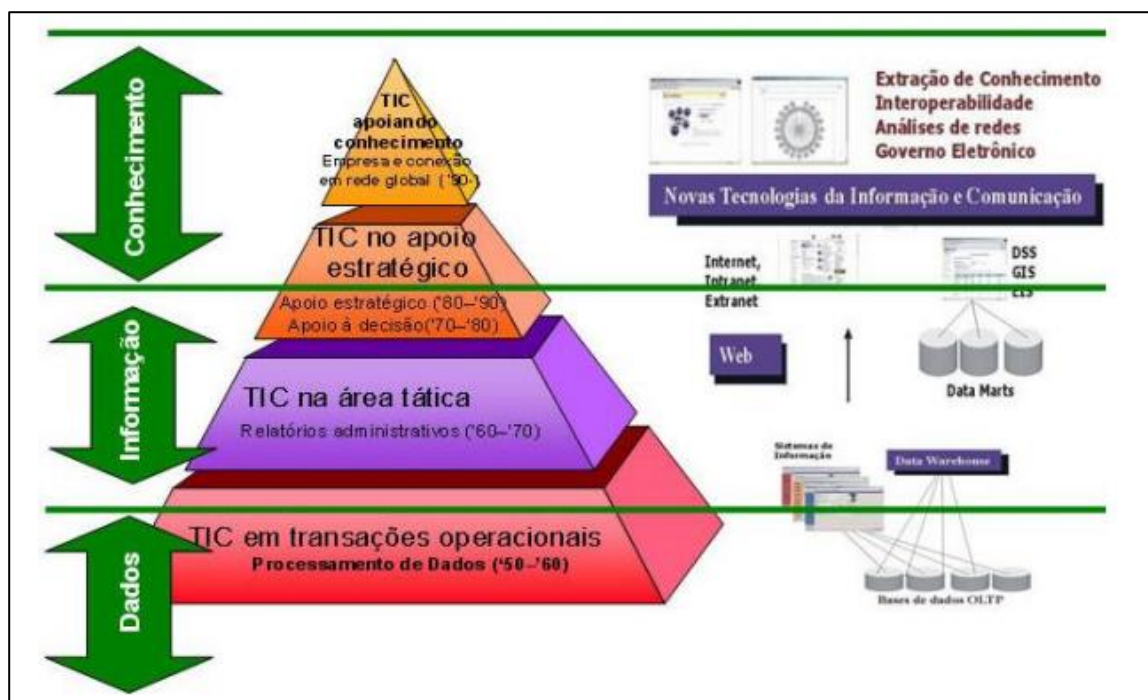 Conhecimento
Informação
Dados
TIC
apoiando
conhecimento
Empresa e conexão
em rede global ('90-
TIC no apoio
estratégico
Apoio estratégico ('80–'90)
Apoio à decisão('70–'80)
TIC na área tática
Relatórios administrativos ('60–'70)
TIC em transações operacionais
Processamento de Dados ('50–'60)
Extração de Conhecimento
Interoperabilidade
Análises de redes
Governo Eletrônico
Novas Tecnologias da Informação e Comunicação
Internet,
Intranet
Extranet
DSS
GIS
EIS
Web
Data Marts
Sistemas de
Informação
Data Warehouse
Bases de dados OLTP